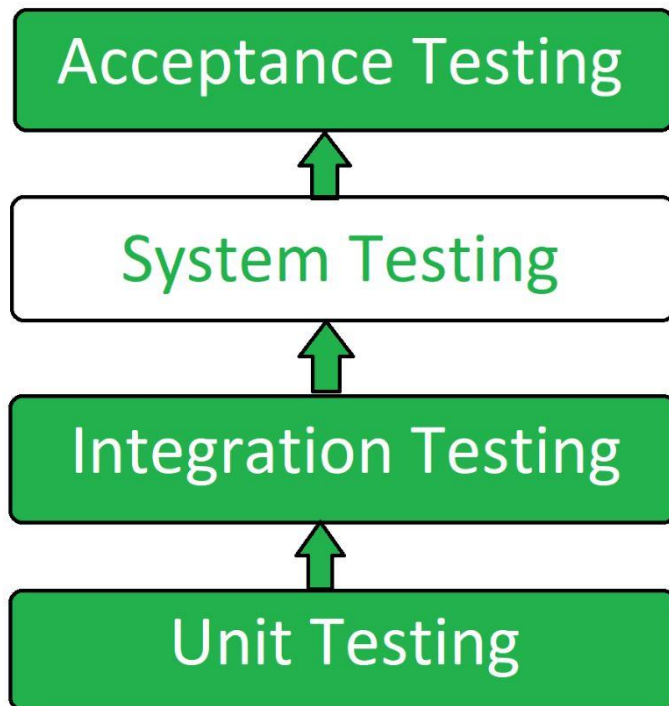 Acceptance Testing
System Testing
Integration Testing
Unit Testing